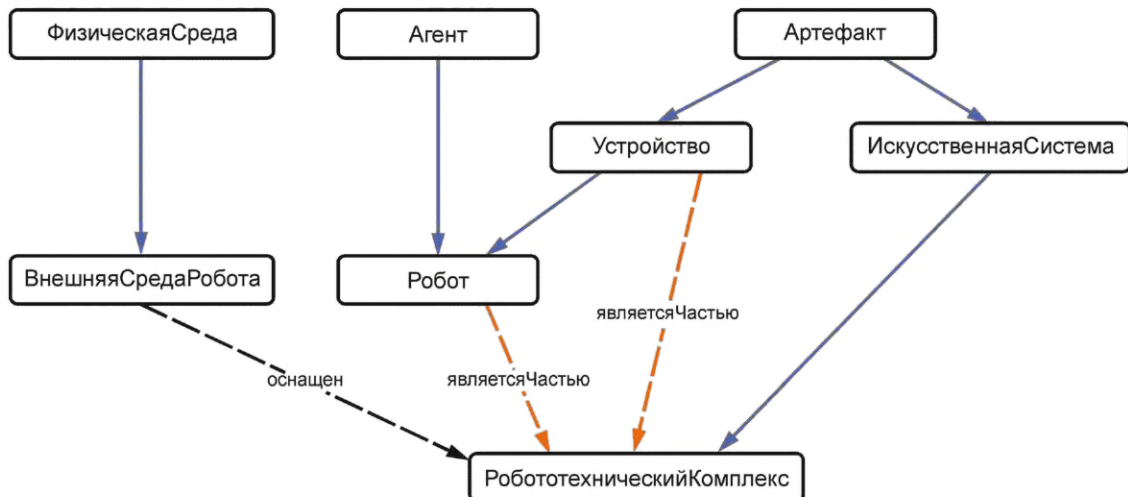 ФизическаяСреда
Агент
Артефакт
Устройство
ИскусственнаяСистема
ВнешняяСредаРобота
Робот
являетсяЧастью
оснащен
являетсяЧастью
РобототехническийКомплекс